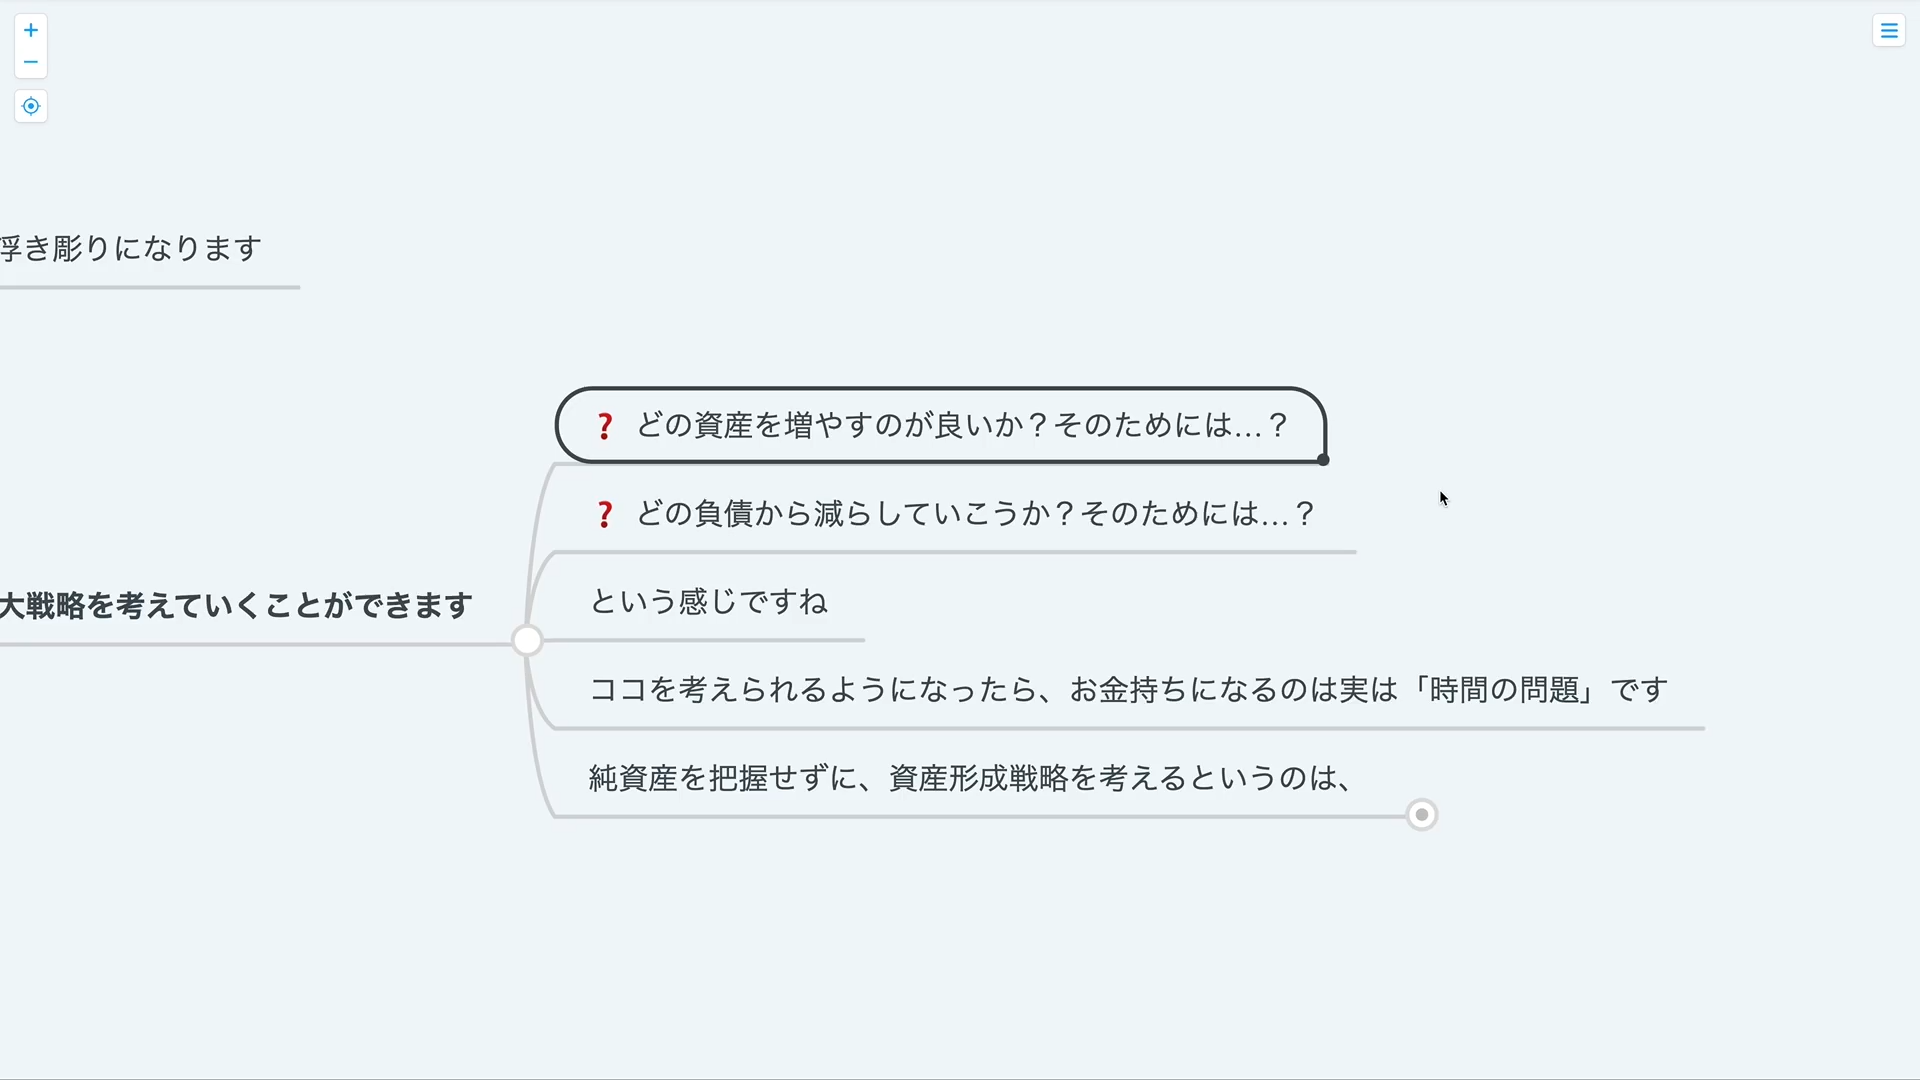 浮き彫りになります
❓ どの資産を増やすのが良いか？そのためには…？
❓ どの負債から減らしていこうか？そのためには…？
大戦略を考えていくことができます
という感じですね
ココを考えられるようになったら、お金持ちになるのは実は「時間の問題」です
純資産を把握せずに、資産形成戦略を考えるというのは、